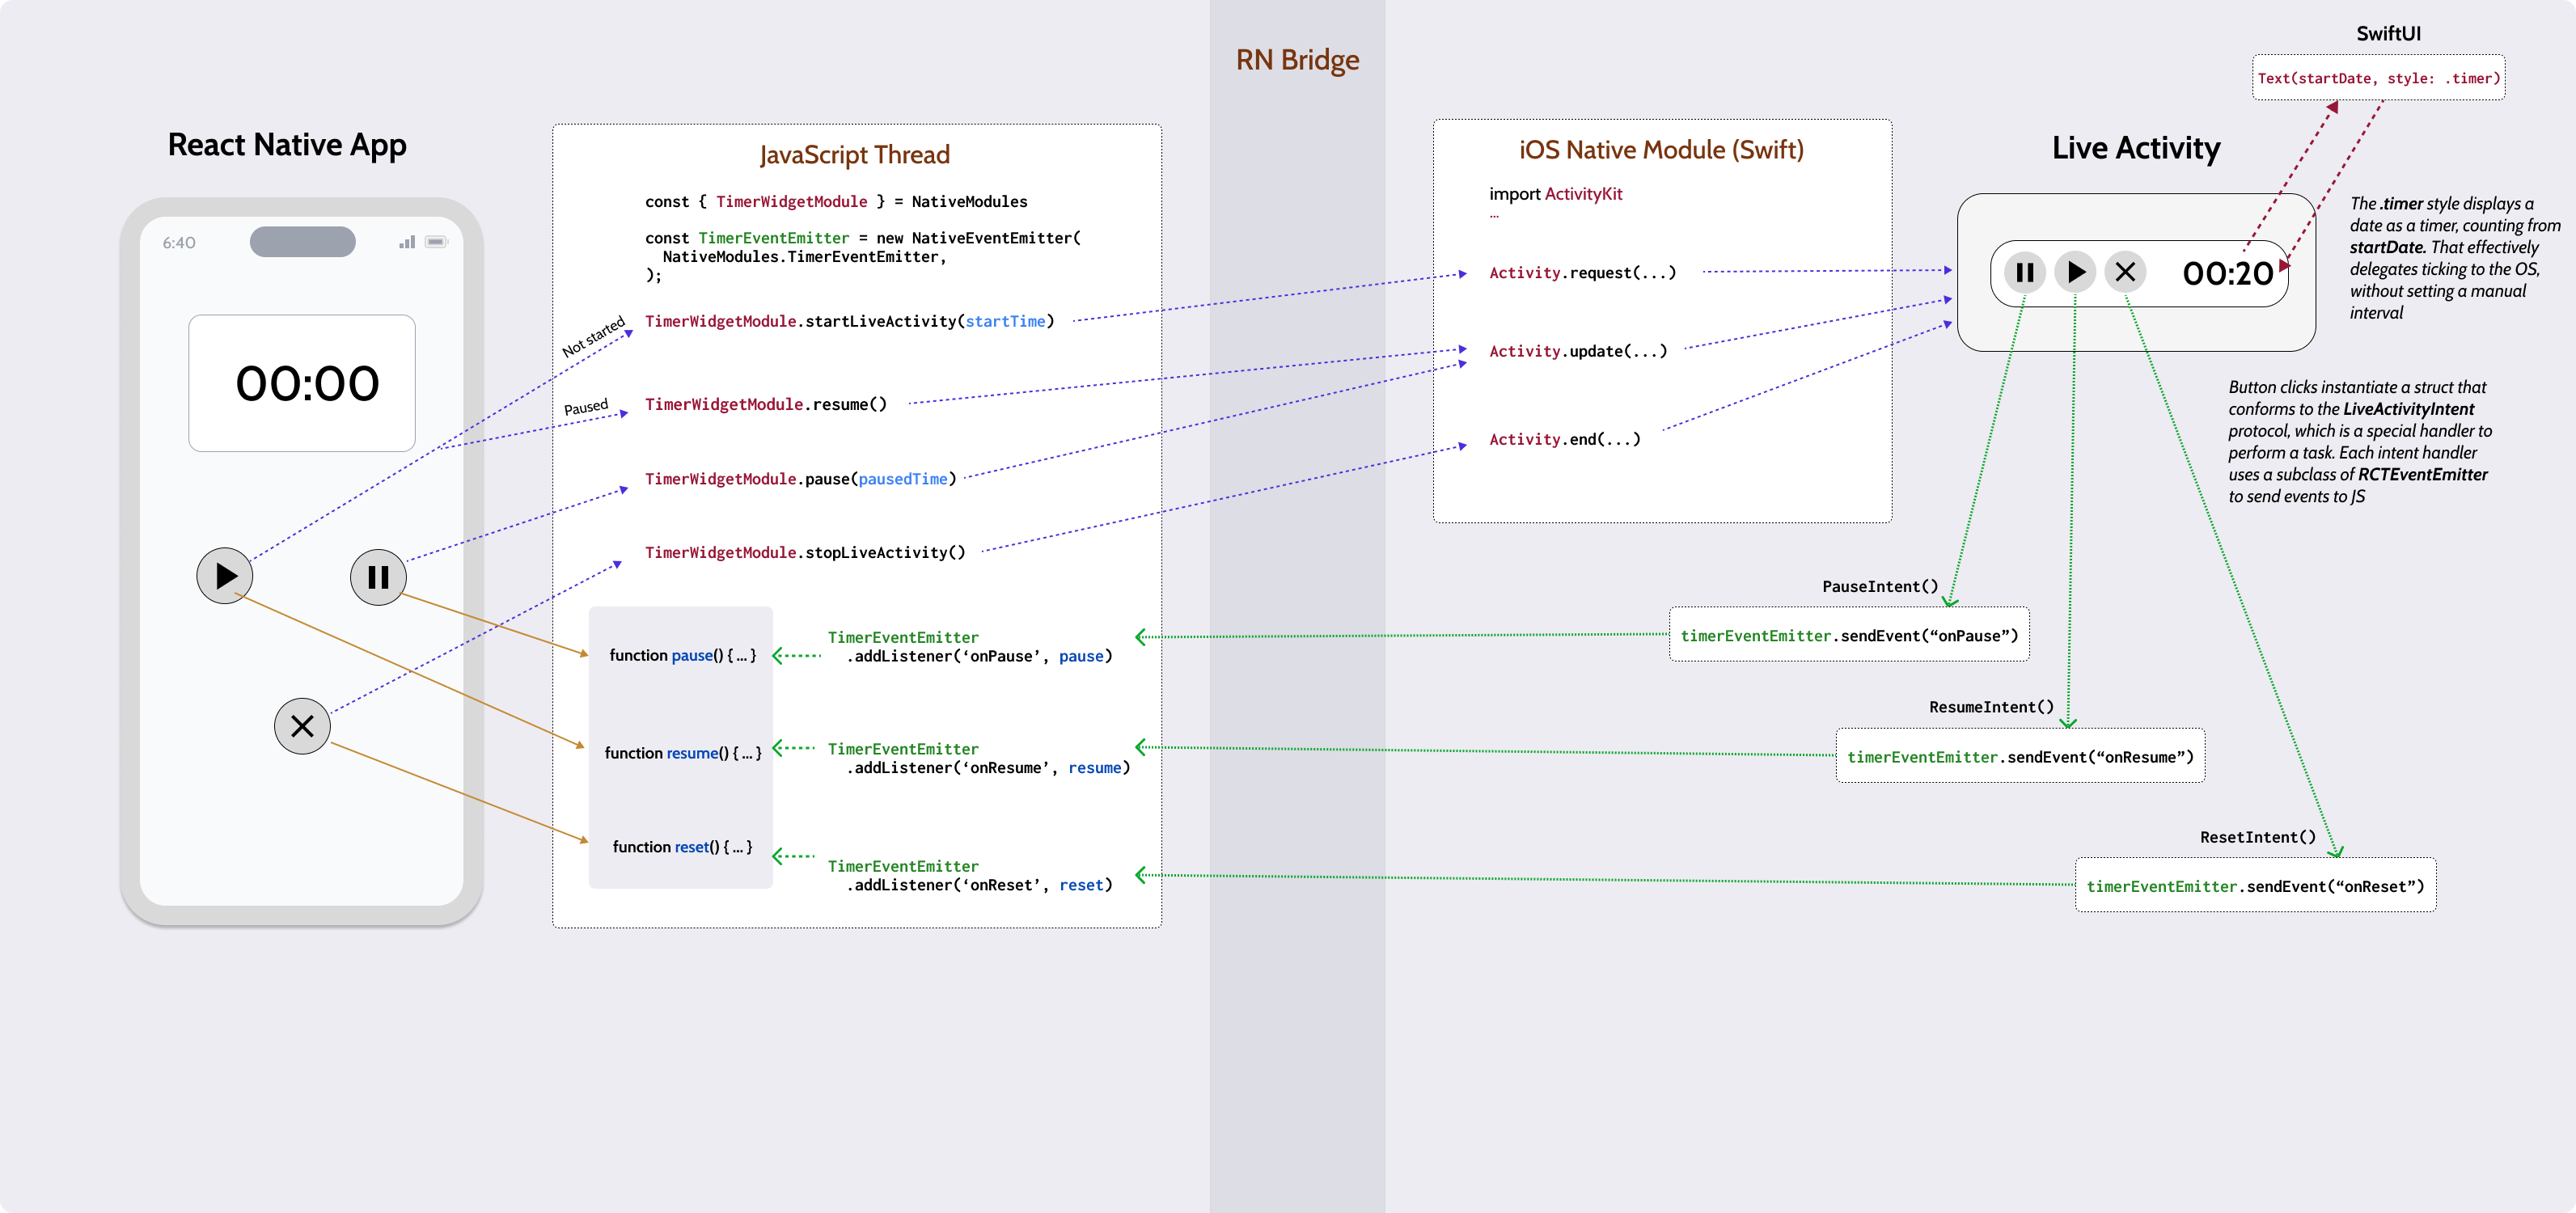 RN Bridge
SwiftUI
Text(startDate, style: .timer)
React Native App
6:40
00:00
JavaScript Thread
const { TimerWidgetModule } = NativeModules
const TimerEventEmitter = new NativeEventEmitter(
NativeModules.TimerEventEmitter,
);
Not started
TimerWidgetModule.startLiveActivity(startTime)
Paused
TimerWidgetModule.resume()
TimerWidgetModule.pause(pausedTime)
TimerWidgetModule.stopLiveActivity()
function pause() { ... }
TimerEventEmitter
.addListener(‘onPause’, pause)
function resume() { ... }
TimerEventEmitter
.addListener(‘onResume’, resume)
function reset() { ... }
TimerEventEmitter
.addListener(‘onReset’, reset)
iOS Native Module (Swift)
import ActivityKit
...
Activity.request(...)
Activity.update(...)
Activity.end(...)
Live Activity
00:20
The .timer style displays a
date as a timer, counting from
startDate. That effectively
delegates ticking to the OS,
without setting a manual
interval
Button clicks instantiate a struct that
conforms to the LiveActivityIntent
protocol, which is a special handler to
perform a task. Each intent handler
uses a subclass of RCTEventEmitter
to send events to JS
PauseIntent()
timerEventEmitter.sendEvent(“onPause”)
ResumeIntent()
timerEventEmitter.sendEvent(“onResume”)
ResetIntent()
timerEventEmitter.sendEvent(“onReset”)